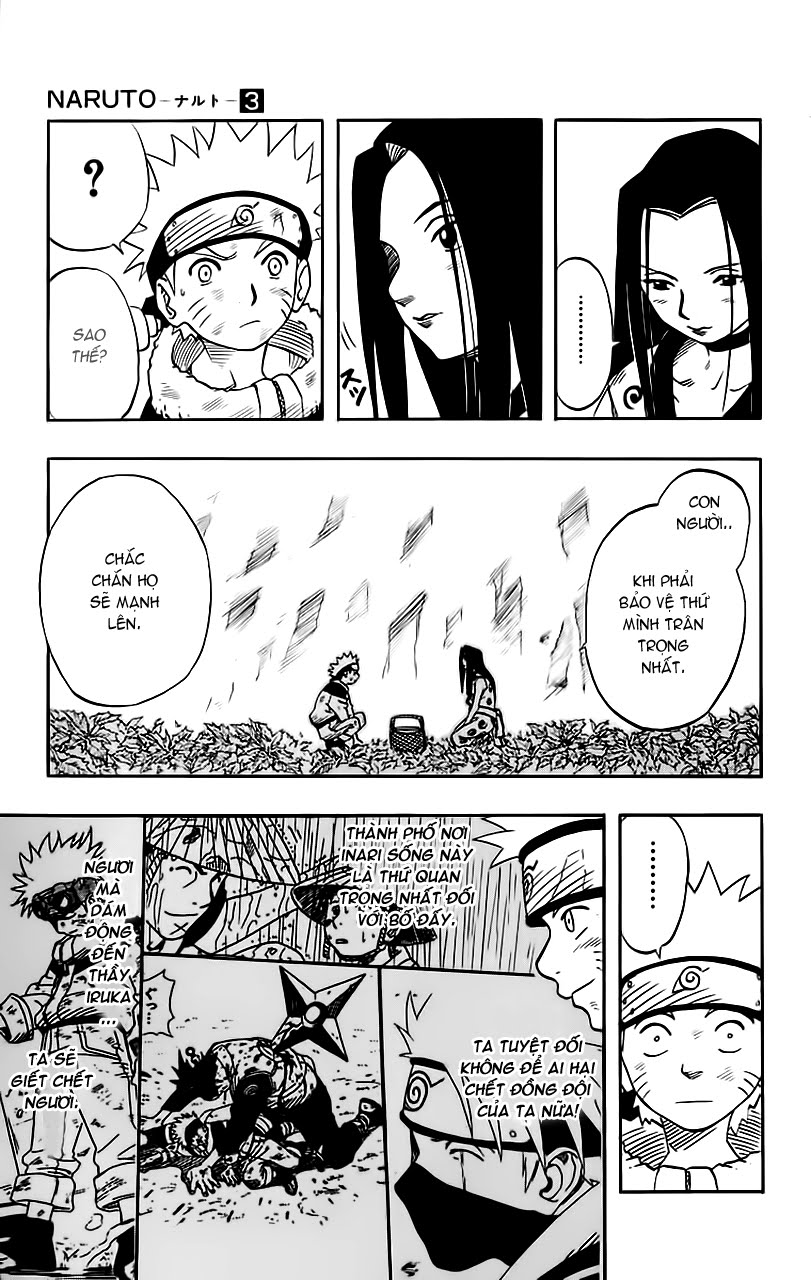 NARUTO—ナルト—3
..........
スッ
?
SAO
THẾ?
CON
NGƯỜI..
KHI PHẢI
BẢO VỆ THỨ
MÌNH TRÂN
TRỌNG
NHẤT.
CHẮC
CHẮN HỌ
SẼ MẠNH
LÊN.
........
THÀNH PHỐ NƠI
INARI SỐNG NÀY
LÀ THỨ QUAN
TRỌNG NHẤT ĐỐI
VỚI BỐ ĐẤY.
TA TUYỆT ĐỐI
KHÔNG ĐỂ AI HẠI
CHẾT ĐỒNG ĐỘI
CỦA TA NỮA!
NGƯƠI
MÀ
DÁM
ĐỘNG
ĐẾN
THẦY
IRUKA
...
TA SẼ
GIẾT CHẾT
NGƯƠI.